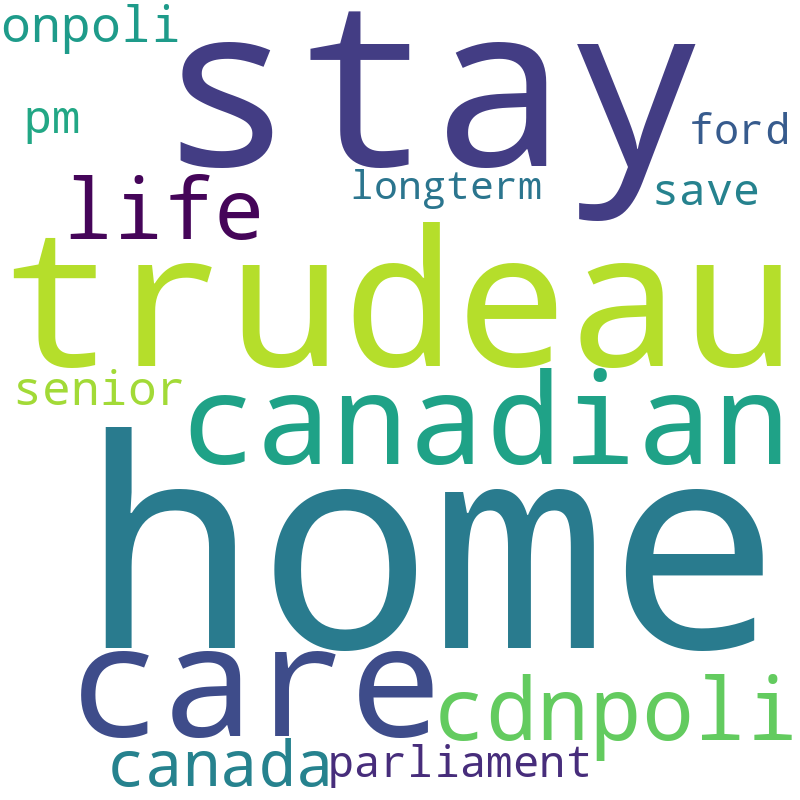 onpoli
stay
pm
ford
life
longterm
save
trudeau
senior
canadian
home
care
cdnpoli
canada
parliament